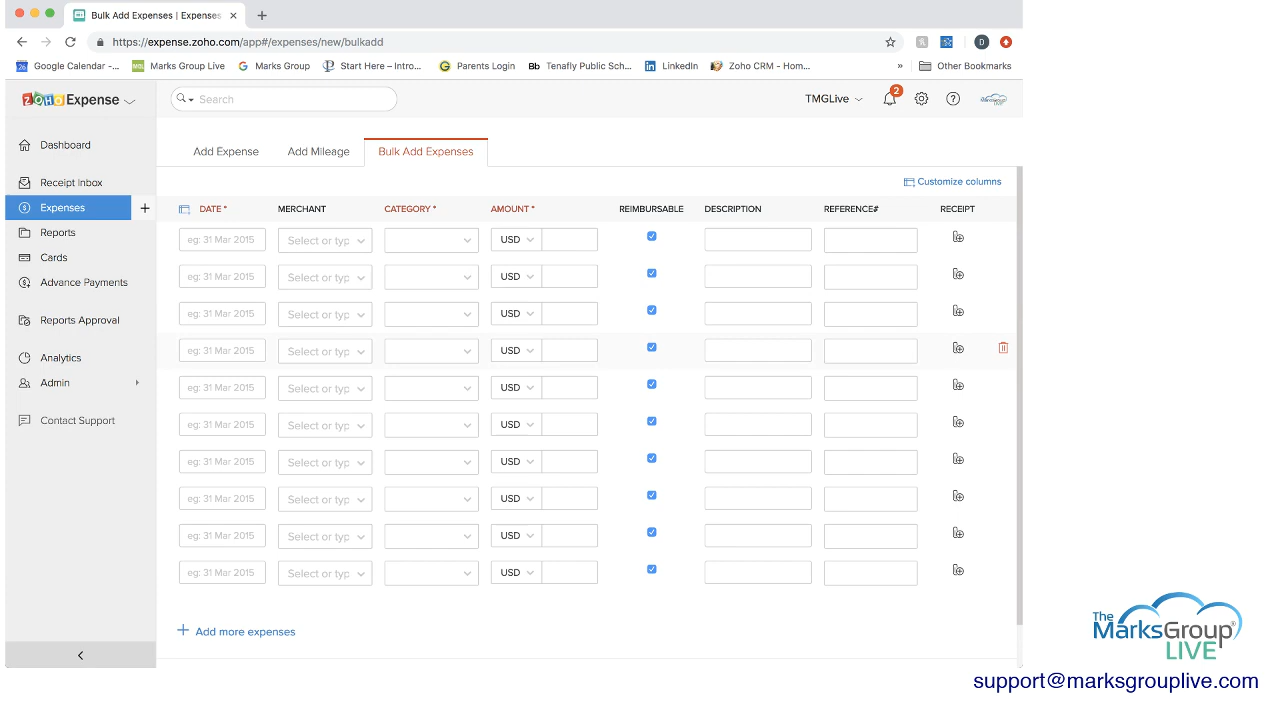 Bulk Add Expenses | Expenses
https://expense.zoho.com/app#/expenses/new/bulkadd
D
26 Google Calendar -... MGL Marks Group Live G Marks Group Start Here – Intro... G Parents Login Bb Tenafly Public Sch... in LinkedIn Zoho CRM - Hom... » Other Bookmarks
ZOHO Expense
Search
TMGLive
2
MarksGroup
Dashboard
Receipt Inbox
Expenses
Reports
Cards
Advance Payments
Reports Approval
Analytics
Admin
Contact Support
Add Expense Add Mileage Bulk Add Expenses
Customize columns
DATE * MERCHANT CATEGORY * AMOUNT * REIMBURSABLE DESCRIPTION REFERENCE# RECEIPT
eg: 31 Mar 2015 Select or typ USD
eg: 31 Mar 2015 Select or typ USD
eg: 31 Mar 2015 Select or typ USD
eg: 31 Mar 2015 Select or typ USD
eg: 31 Mar 2015 Select or typ USD
eg: 31 Mar 2015 Select or typ USD
eg: 31 Mar 2015 Select or typ USD
eg: 31 Mar 2015 Select or typ USD
eg: 31 Mar 2015 Select or typ USD
eg: 31 Mar 2015 Select or typ USD
+ Add more expenses
The
MarksGroup®
LIVE
support@marksgrouplive.com